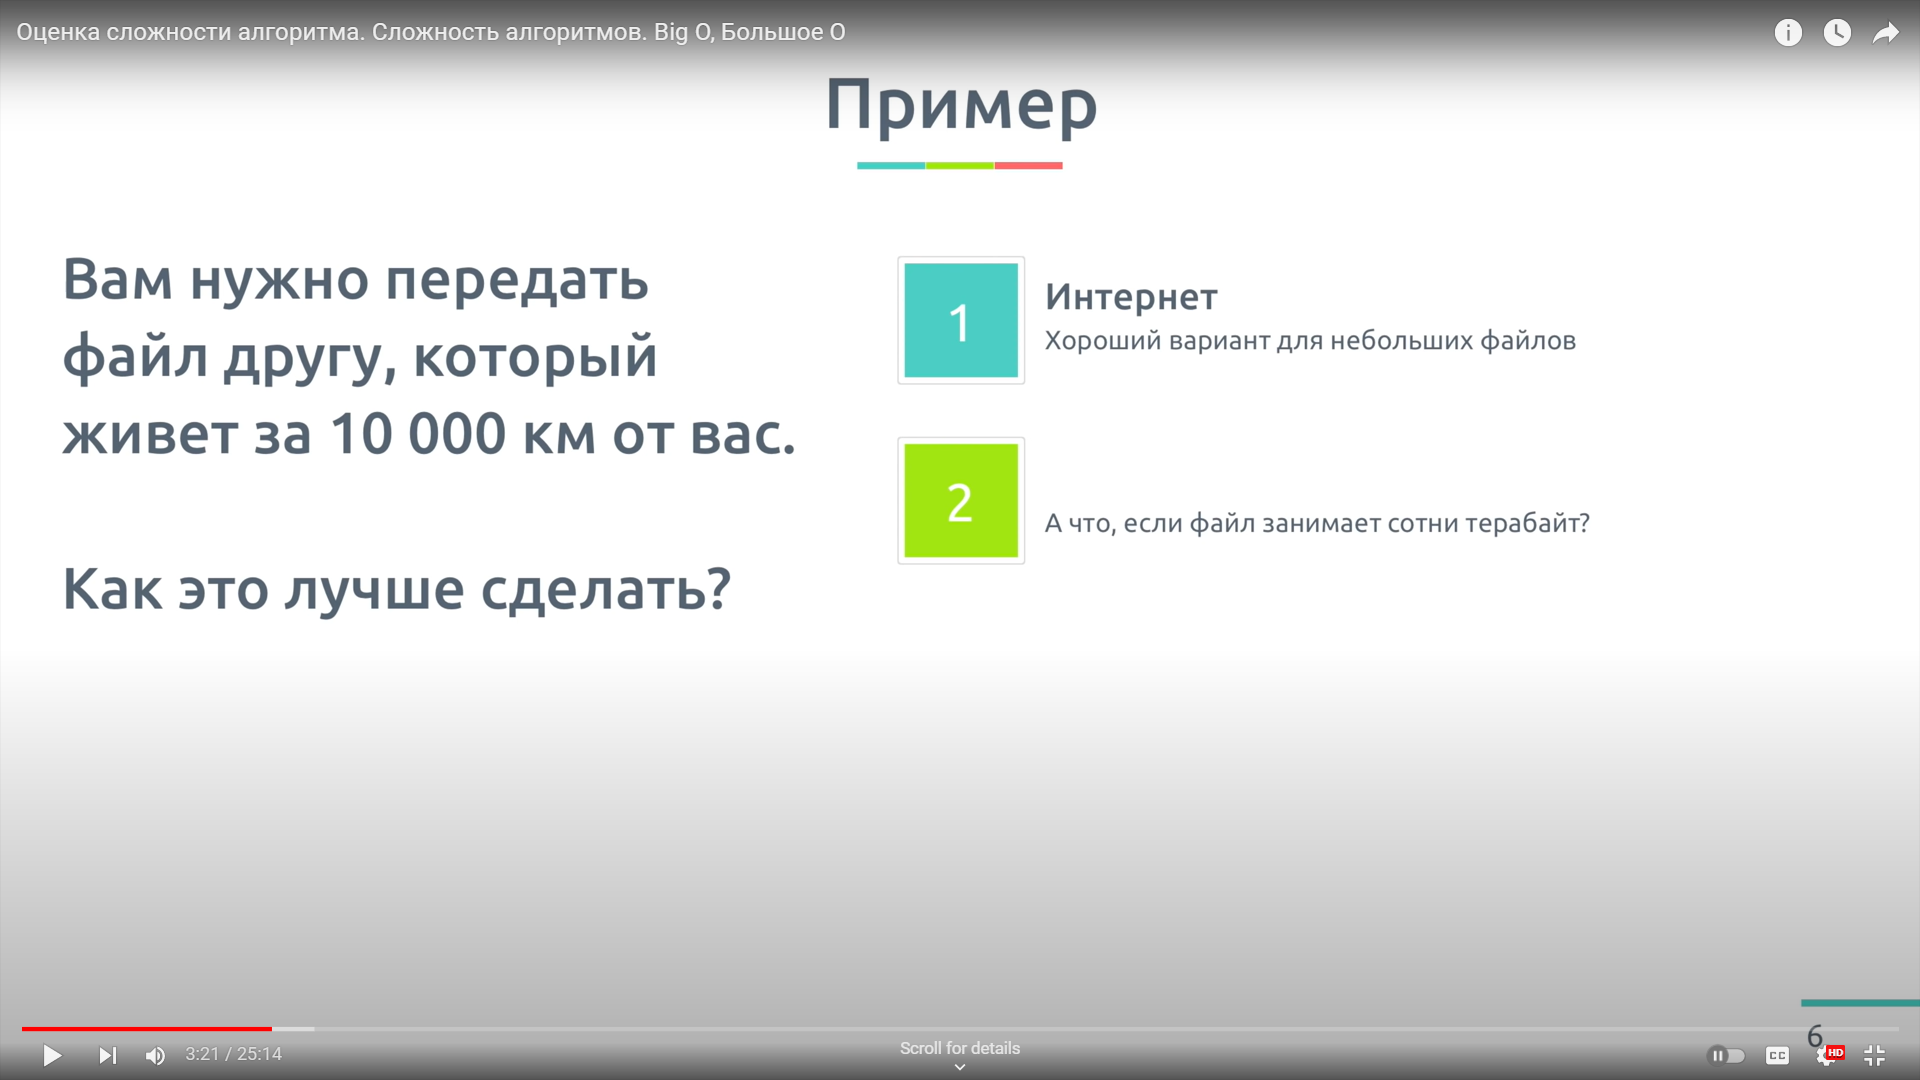 Оценка сложности алгоритма. Сложность алгоритмов. Big O, Большое О
Пример
Вам нужно передать
файл другу, который
живет за 10 000 км от вас.
Как это лучше сделать?
1
Интернет
Хороший вариант для небольших файлов
2
А что, если файл занимает сотни терабайт?
6
3:21 / 25:14
Scroll for details
CC
HD